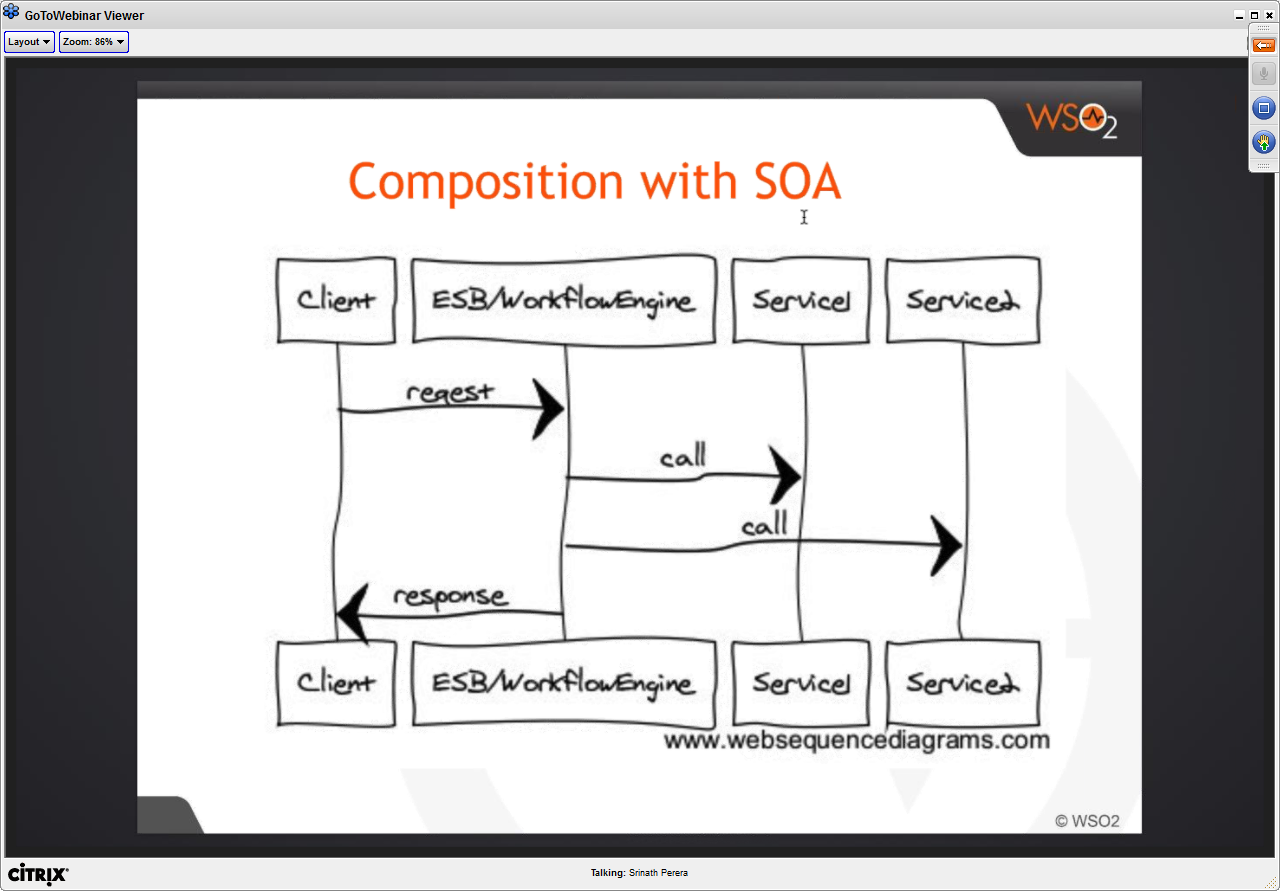 GoToWebinar Viewer
Layout Zoom: 86%
WSO2
Composition with SOA
Client ESB/WorkflowEngine Service1 Service2
reqest
call
call
response
Client ESB/WorkflowEngine Service1 Service2
www.websequencediagrams.com
© WSO2
CITRIX Talking: Srinath Perera